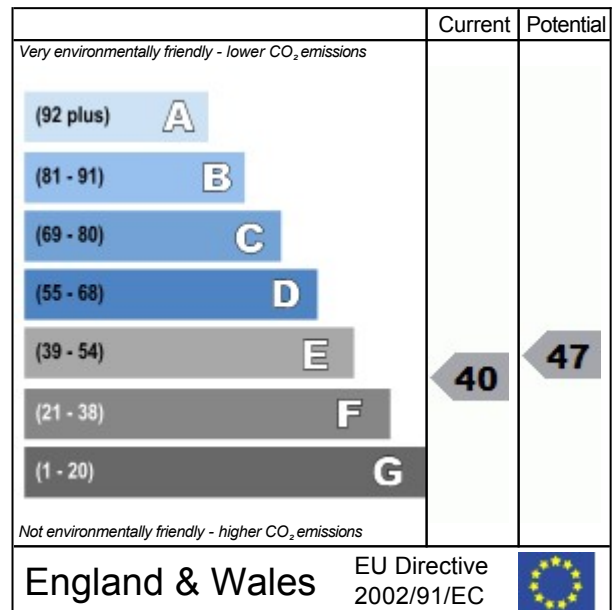 Current Potential
Very environmentally friendly - lower CO₂ emissions
(92 plus) A
(81 - 91) B
(69 - 80) C
(55 - 68) D
(39 - 54) E
40
47
(21 - 38) F
(1 - 20) G
Not environmentally friendly - higher CO₂ emissions
England & Wales
EU Directive
2002/91/EC